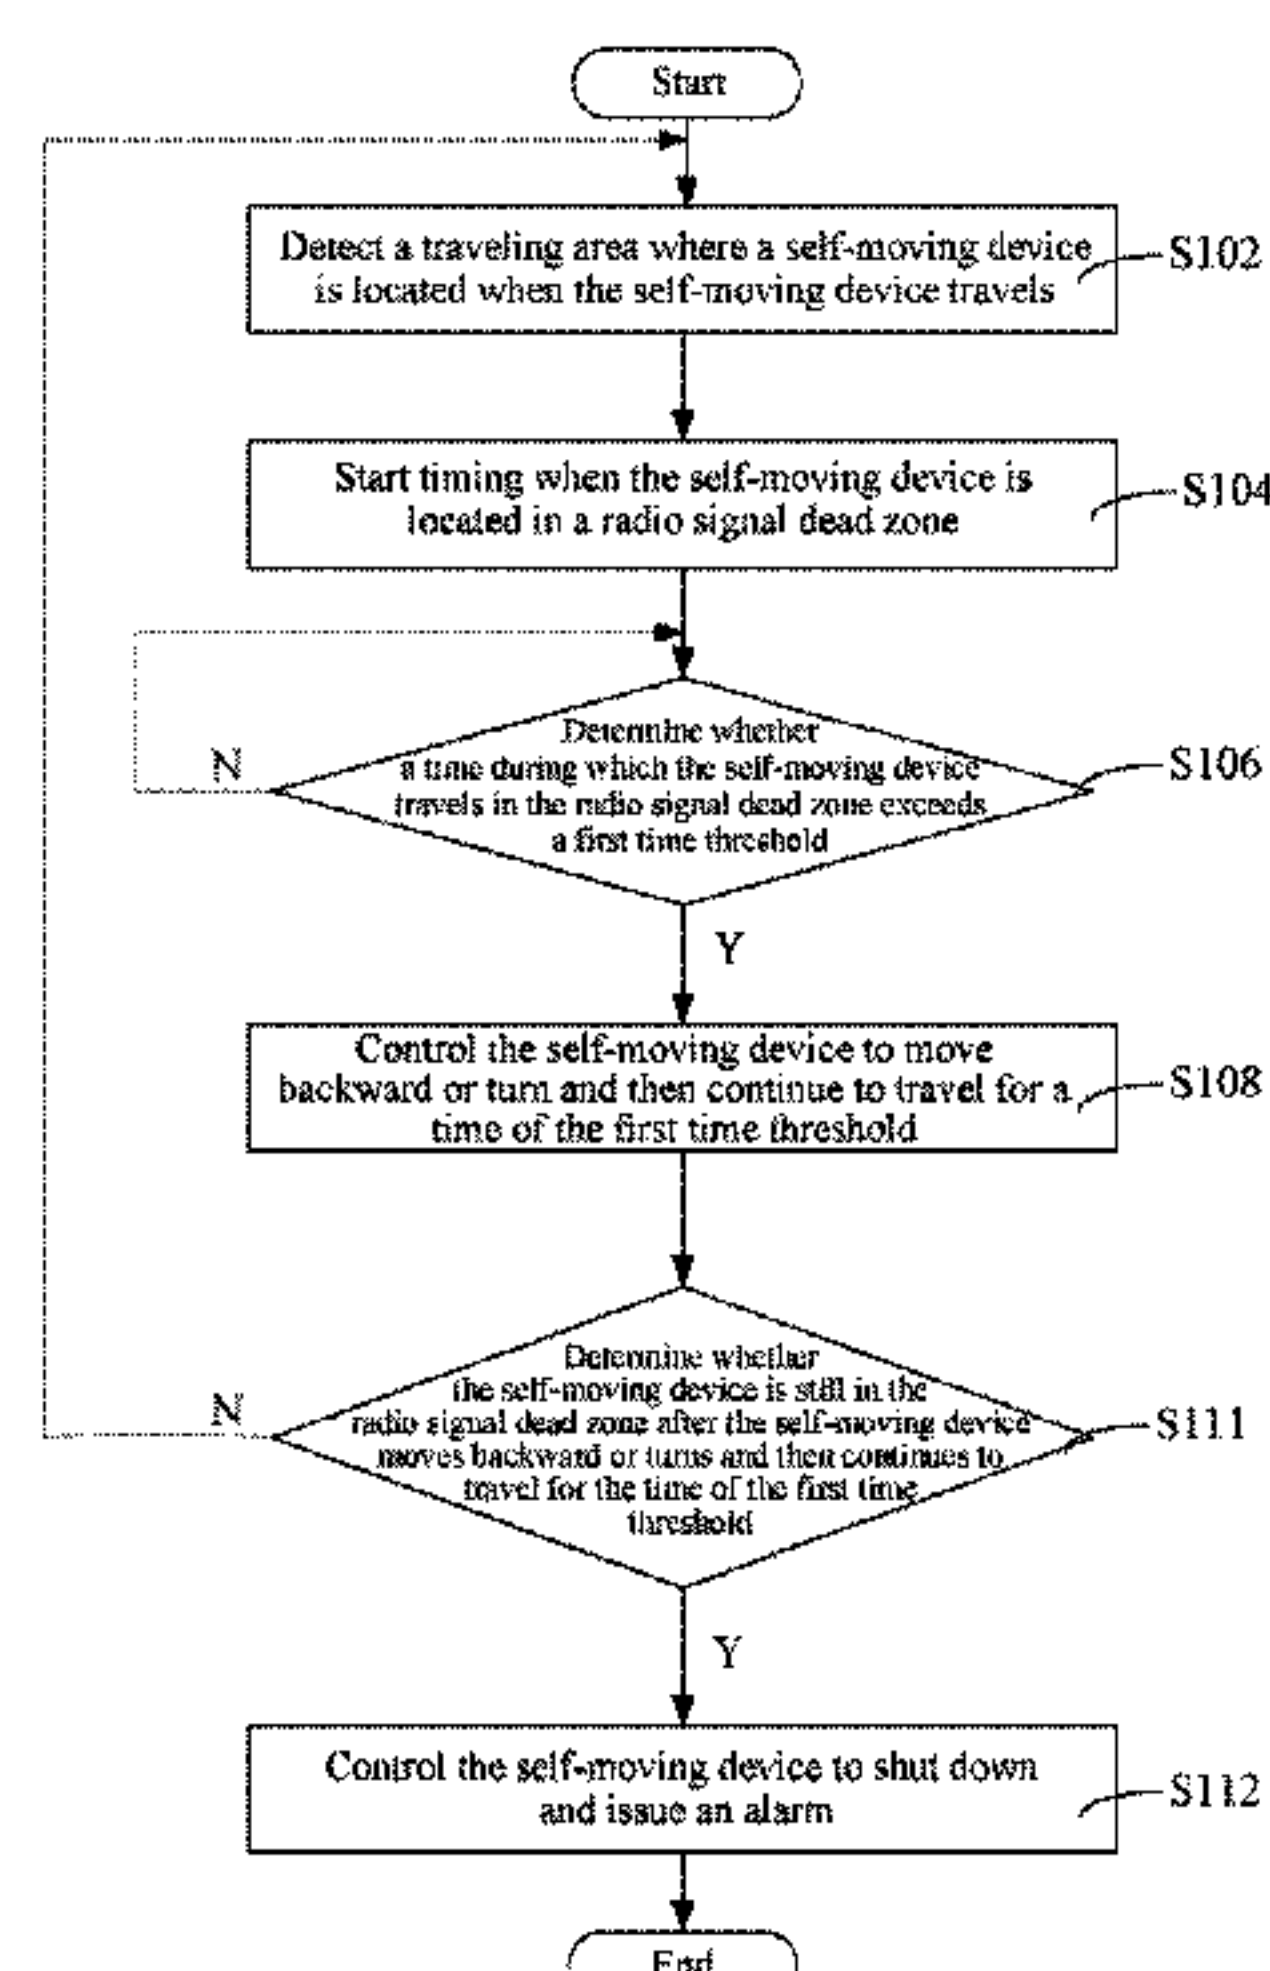 Start
Detect a traveling area where a self-moving device
is located when the self-moving device travels
S102
Start timing when the self-moving device is
located in a radio signal dead zone
S104
Determine whether
a time during which the self-moving device
travels in the radio signal dead zone exceeds
a first time threshold
N
S106
Y
Control the self-moving device to move
backward or turn and then continue to travel for a
time of the first time threshold
S108
Determine whether
the self-moving device is still in the
radio signal dead zone after the self-moving device
moves backward or turns and then continues to
travel for the time of the first time
threshold
N
S111
Y
Control the self-moving device to shut down
and issue an alarm
S112
End